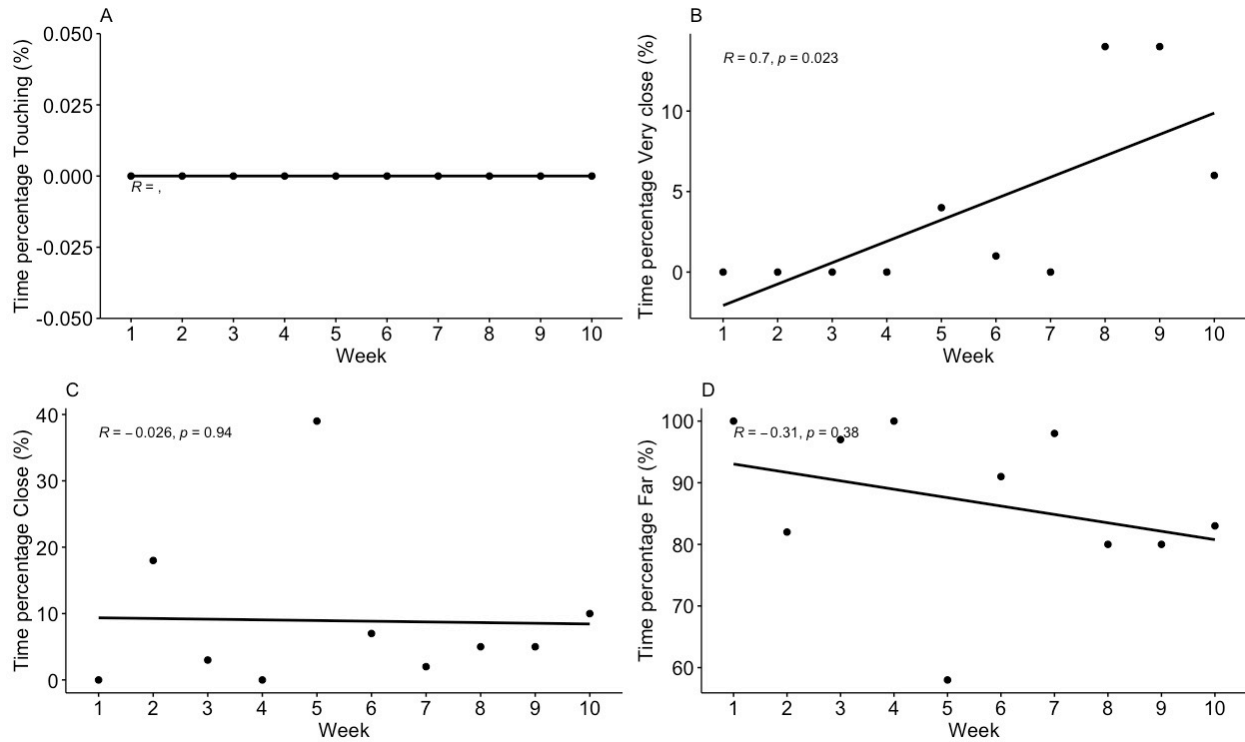 A
Time percentage Touching (%)
0.050
0.025
0.000
-0.025
-0.050
R = ,
1 2 3 4 5 6 7 8 9 10
Week
B
Time percentage Very close (%)
10
5
0
R = 0.7, p = 0.023
1 2 3 4 5 6 7 8 9 10
Week
C
Time percentage Close (%)
40
30
20
10
0
R = −0.026, p = 0.94
1 2 3 4 5 6 7 8 9 10
Week
D
Time percentage Far (%)
100
90
80
70
60
R = −0.31, p = 0.38
1 2 3 4 5 6 7 8 9 10
Week